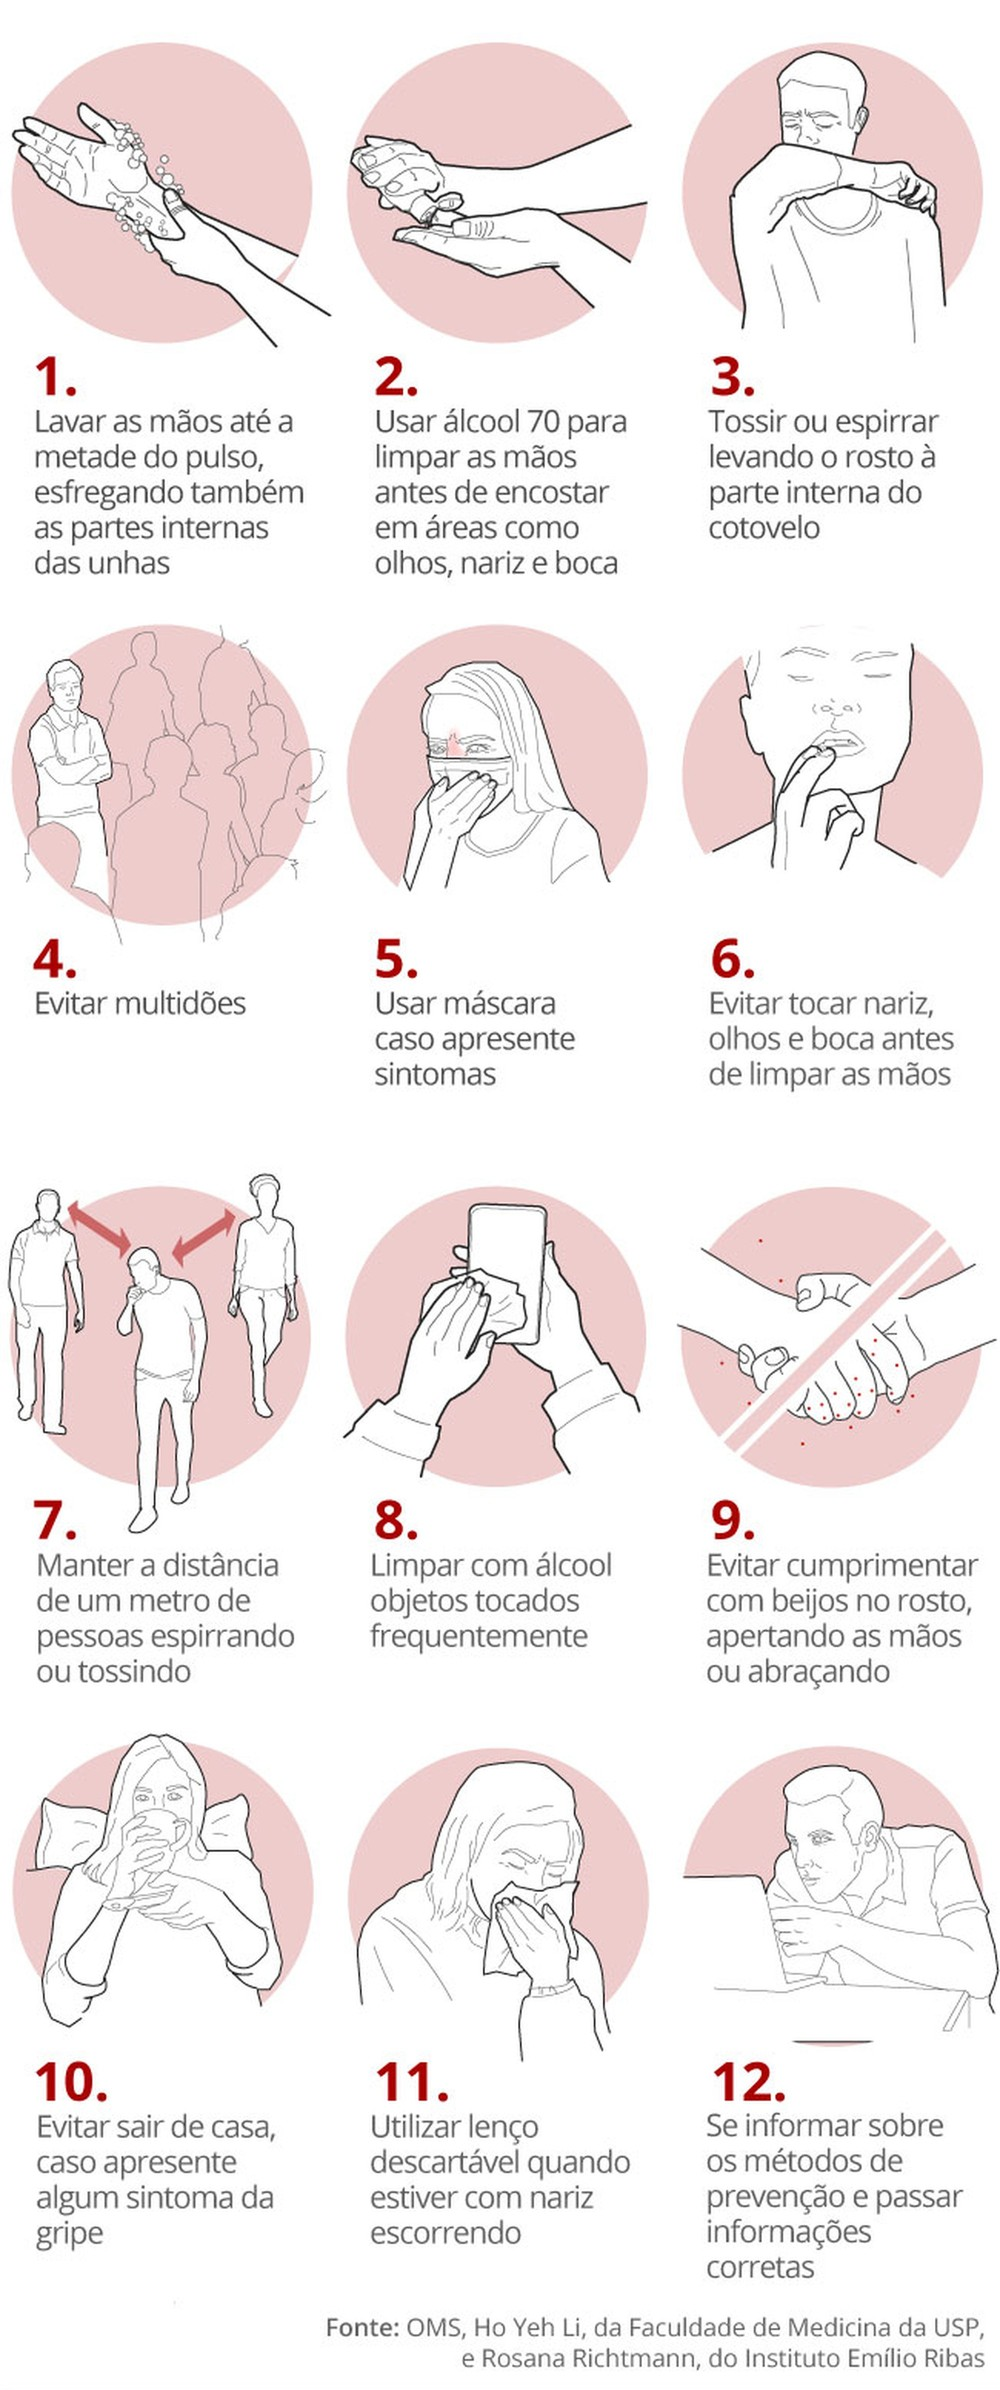 1.
Lavar as mãos até a
metade do pulso,
esfregando também
as partes internas
das unhas
2.
Usar álcool 70 para
limpar as mãos
antes de encostar
em áreas como
olhos, nariz e boca
3.
Tossir ou espirrar
levando o rosto à
parte interna do
cotovelo
4.
Evitar multidões
5.
Usar máscara
caso apresente
sintomas
6.
Evitar tocar nariz,
olhos e boca antes
de limpar as mãos
7.
Manter a distância
de um metro de
pessoas espirrando
ou tossindo
8.
Limpar com álcool
objetos tocados
frequentemente
9.
Evitar cumprimentar
com beijos no rosto,
apertando as mãos
ou abraçando
10.
Evitar sair de casa,
caso apresente
algum sintoma da
gripe
11.
Utilizar lenço
descartável quando
estiver com nariz
escorrendo
12.
Se informar sobre
os métodos de
prevenção e passar
informações
corretas
Fonte: OMS, Ho Yeh Li, da Faculdade de Medicina da USP,
e Rosana Richtmann, do Instituto Emílio Ribas